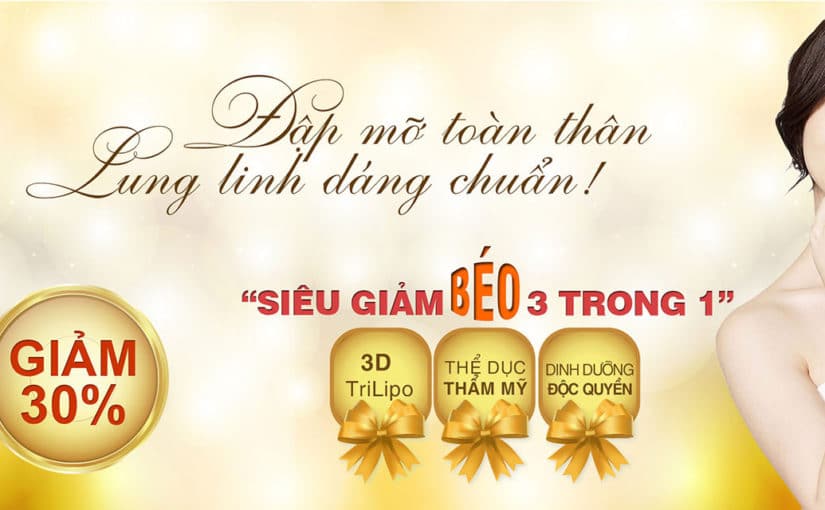 Đập mỡ toàn thân
Lung linh dáng chuẩn!
“SIÊU GIẢM BÉO 3 TRONG 1”
GIẢM
30%
3D
TriLipo
THỂ DỤC
THẨM MỸ
DINH DƯỠNG
ĐỘC QUYỀN